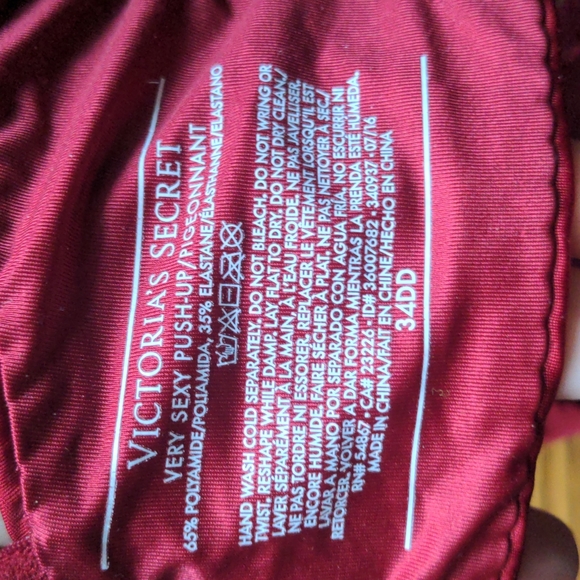 VICTORIA'S SECRET
VERY SEXY PUSH-UP/PIGEONNANT
65% POLYAMIDE/POLIAMIDA, 35% ELASTANE/ÉLASTHANNE/ELASTANO
HAND WASH COLD SEPARATELY. DO NOT BLEACH. DO NOT WRING OR
TWIST. RESHAPE WHILE DAMP. LAY FLAT TO DRY. DO NOT DRY CLEAN./
LAVER SÉPARÉMENT À LA MAIN, À L'EAU FROIDE. NE PAS JAVELLISER.
NE PAS TORDRE NI ESSORER. REPLACER LE VÊTEMENT LORSQU'IL EST
ENCORE HUMIDE. FAIRE SÉCHER À PLAT. NE PAS NETTOYER À SEC./
LAVAR A MANO POR SEPARADO CON AGUA FRÍA. NO ESCURRIR NI
RETORCER. VOLVER A DAR FORMA MIENTRAS LA PRENDA ESTÉ HÚMEDA.
RN# 54867 • CA# 23226 • ID# 36007682 • 340937 • 07/16
MADE IN CHINA/FAIT EN CHINE/HECHO EN CHINA
34DD